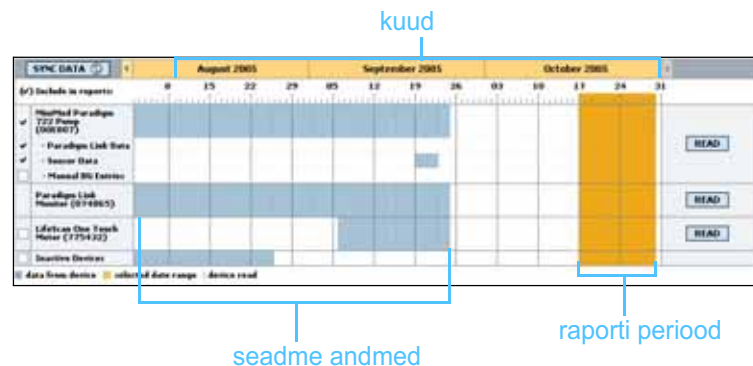 kuud
SYNC DATA
August 2005 September 2005 October 2005
(✓) Include in reports: 8 15 22 29 05 12 19 26 03 10 17 24 31
MiniMed Paradigm
722 Pump
- Paradigm Link Data
- Sensor Data
- Manual BG Entries
READ
Paradigm Link
Monitor (074065)
READ
LifeScan One Touch
Meter (775432)
READ
Inactive Devices
data from device selected date range device read
seadme andmed
raporti periood